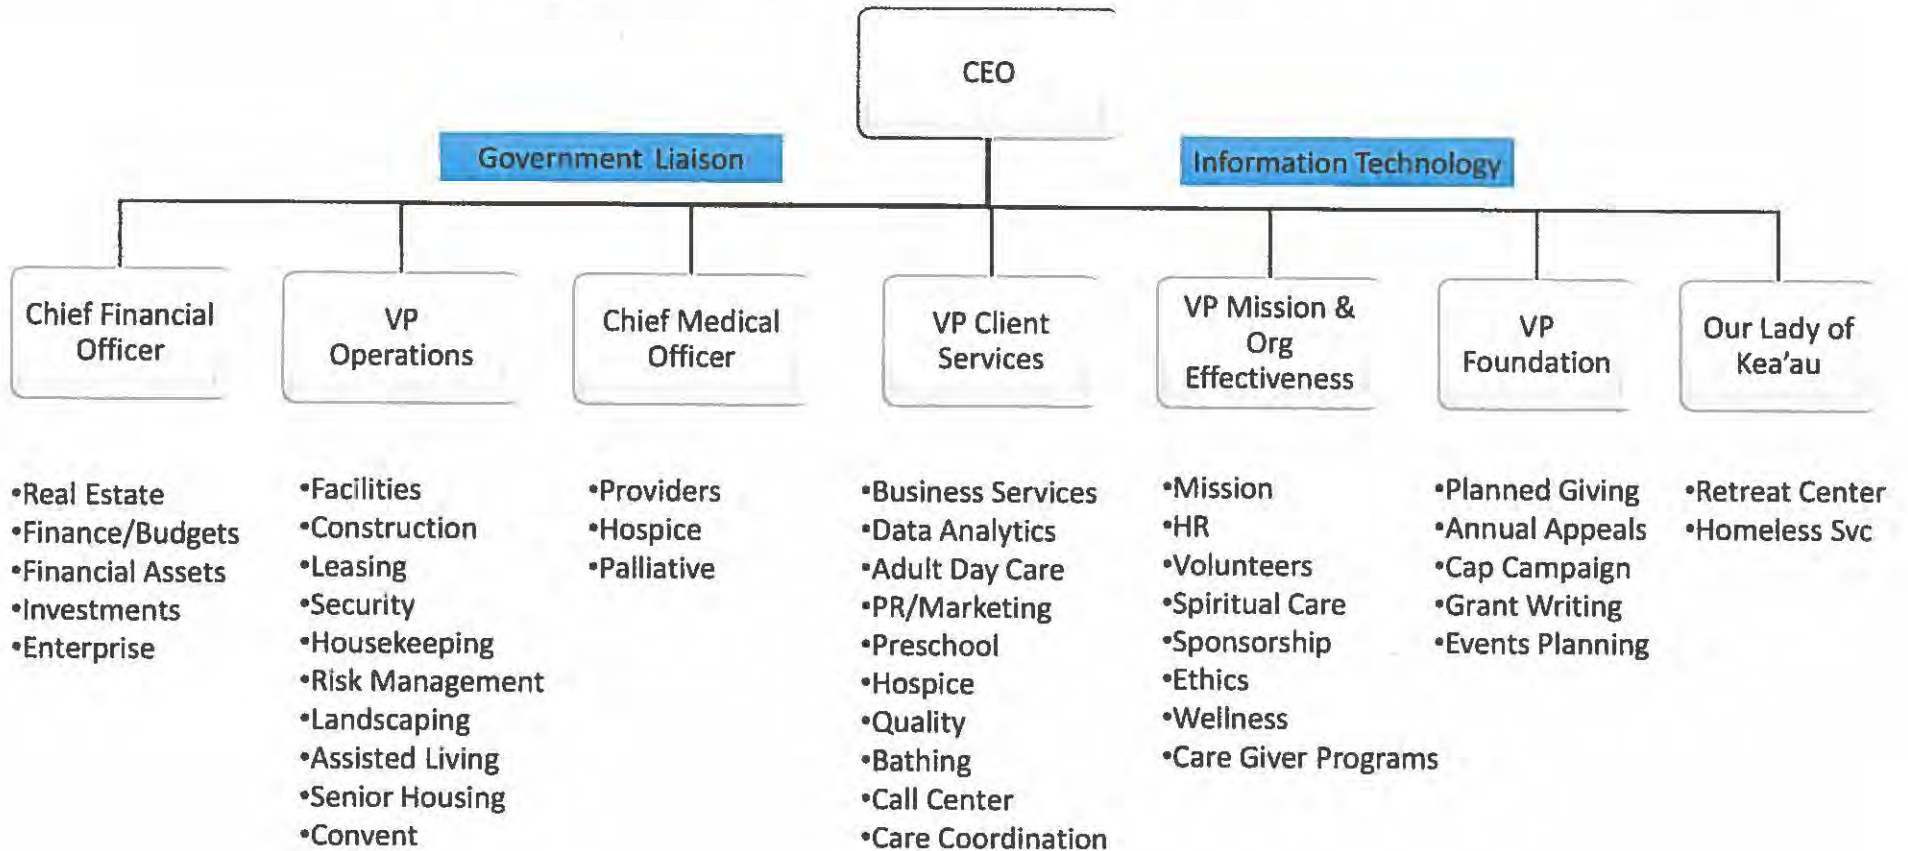 CEO
Government Liaison
Information Technology
Chief Financial
Officer
VP
Operations
Chief Medical
Officer
VP Client
Services
VP Mission &
Org
Effectiveness
VP
Foundation
Our Lady of
Kea'au
•Real Estate
•Finance/Budgets
•Financial Assets
•Investments
•Enterprise
•Facilities
•Construction
•Leasing
•Security
•Housekeeping
•Risk Management
•Landscaping
•Assisted Living
•Senior Housing
•Convent
•Providers
•Hospice
•Palliative
•Business Services
•Data Analytics
•Adult Day Care
•PR/Marketing
•Preschool
•Hospice
•Quality
•Bathing
•Call Center
•Care Coordination
•Mission
•HR
•Volunteers
•Spiritual Care
•Sponsorship
•Ethics
•Wellness
•Care Giver Programs
•Planned Giving
•Annual Appeals
•Cap Campaign
•Grant Writing
•Events Planning
•Retreat Center
•Homeless Svc